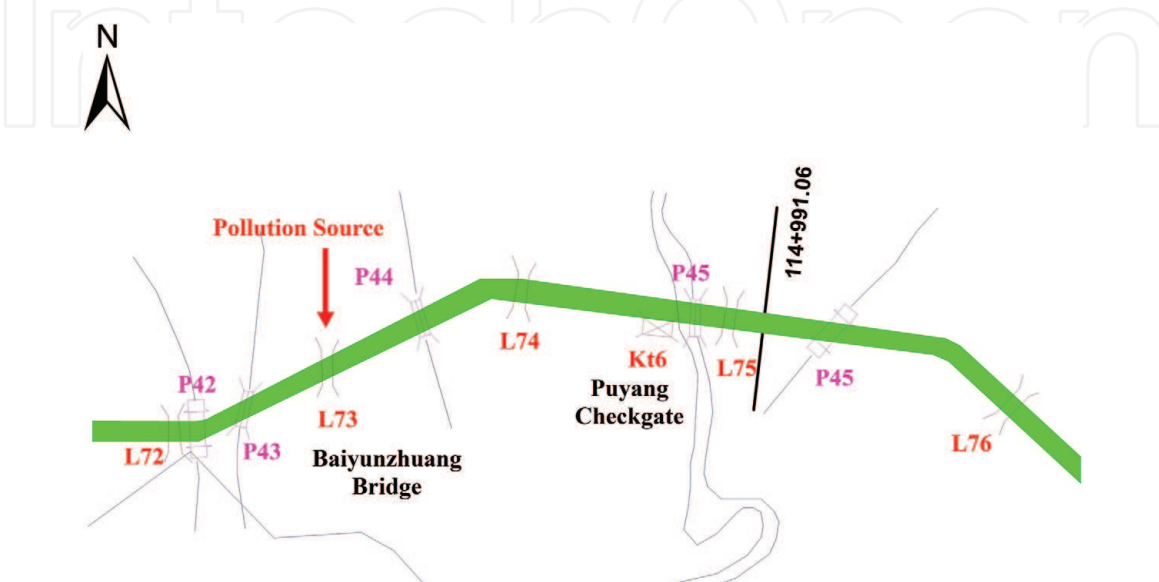 IntechOpen
N
114+991.06
Pollution Source
P44
P45
L74
Kt6
L75
P45
Puyang
Checkgate
P42
L73
P43
L72
L76
Baiyunzhuang
Bridge